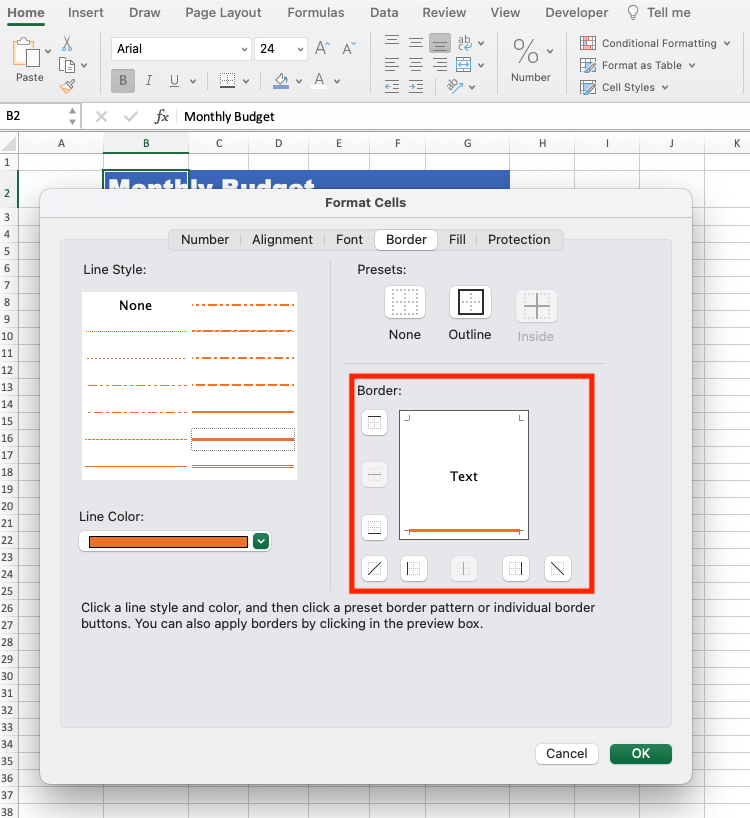 Home Insert Draw Page Layout Formulas Data Review View Developer Tell me
Arial 24 A A ab % Conditional Formatting
Format as Table
Paste B I U A Number Cell Styles
B2 fx Monthly Budget
A B C D E F G H I J K
1
2 Monthly Budget
Format Cells
3
Number Alignment Font Border Fill Protection
4
5
Line Style: Presets:
6
7
None
8
9
None Outline Inside
10
11
12
13
Border:
14
15
16
17
Text
18
19
20
Line Color:
21
22
23
24
25
Click a line style and color, and then click a preset border pattern or individual border
26
buttons. You can also apply borders by clicking in the preview box.
27
28
29
30
31
32
33
34
Cancel OK
35
36
37
38